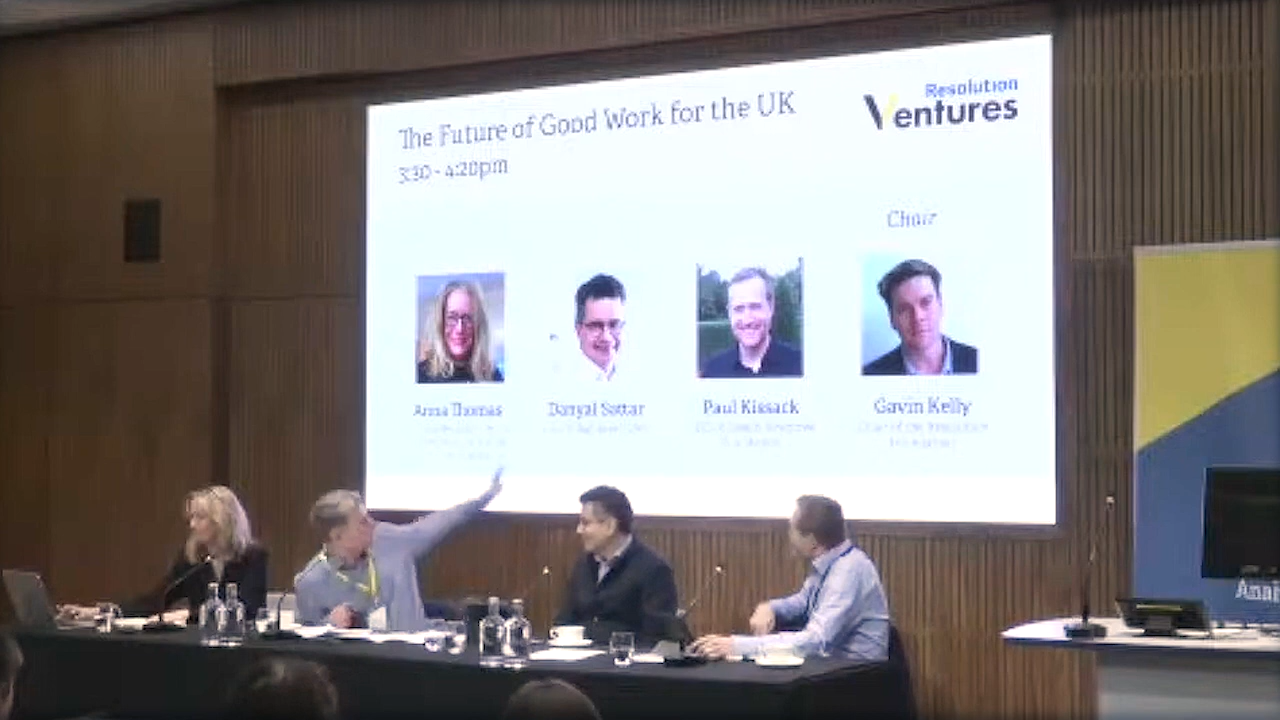 The Future of Good Work for the UK
3:30 - 4:20pm
Resolution
Ventures
Chair
Anna Thomas
Danyal Sattar
Paul Kissack
Gavin Kelly